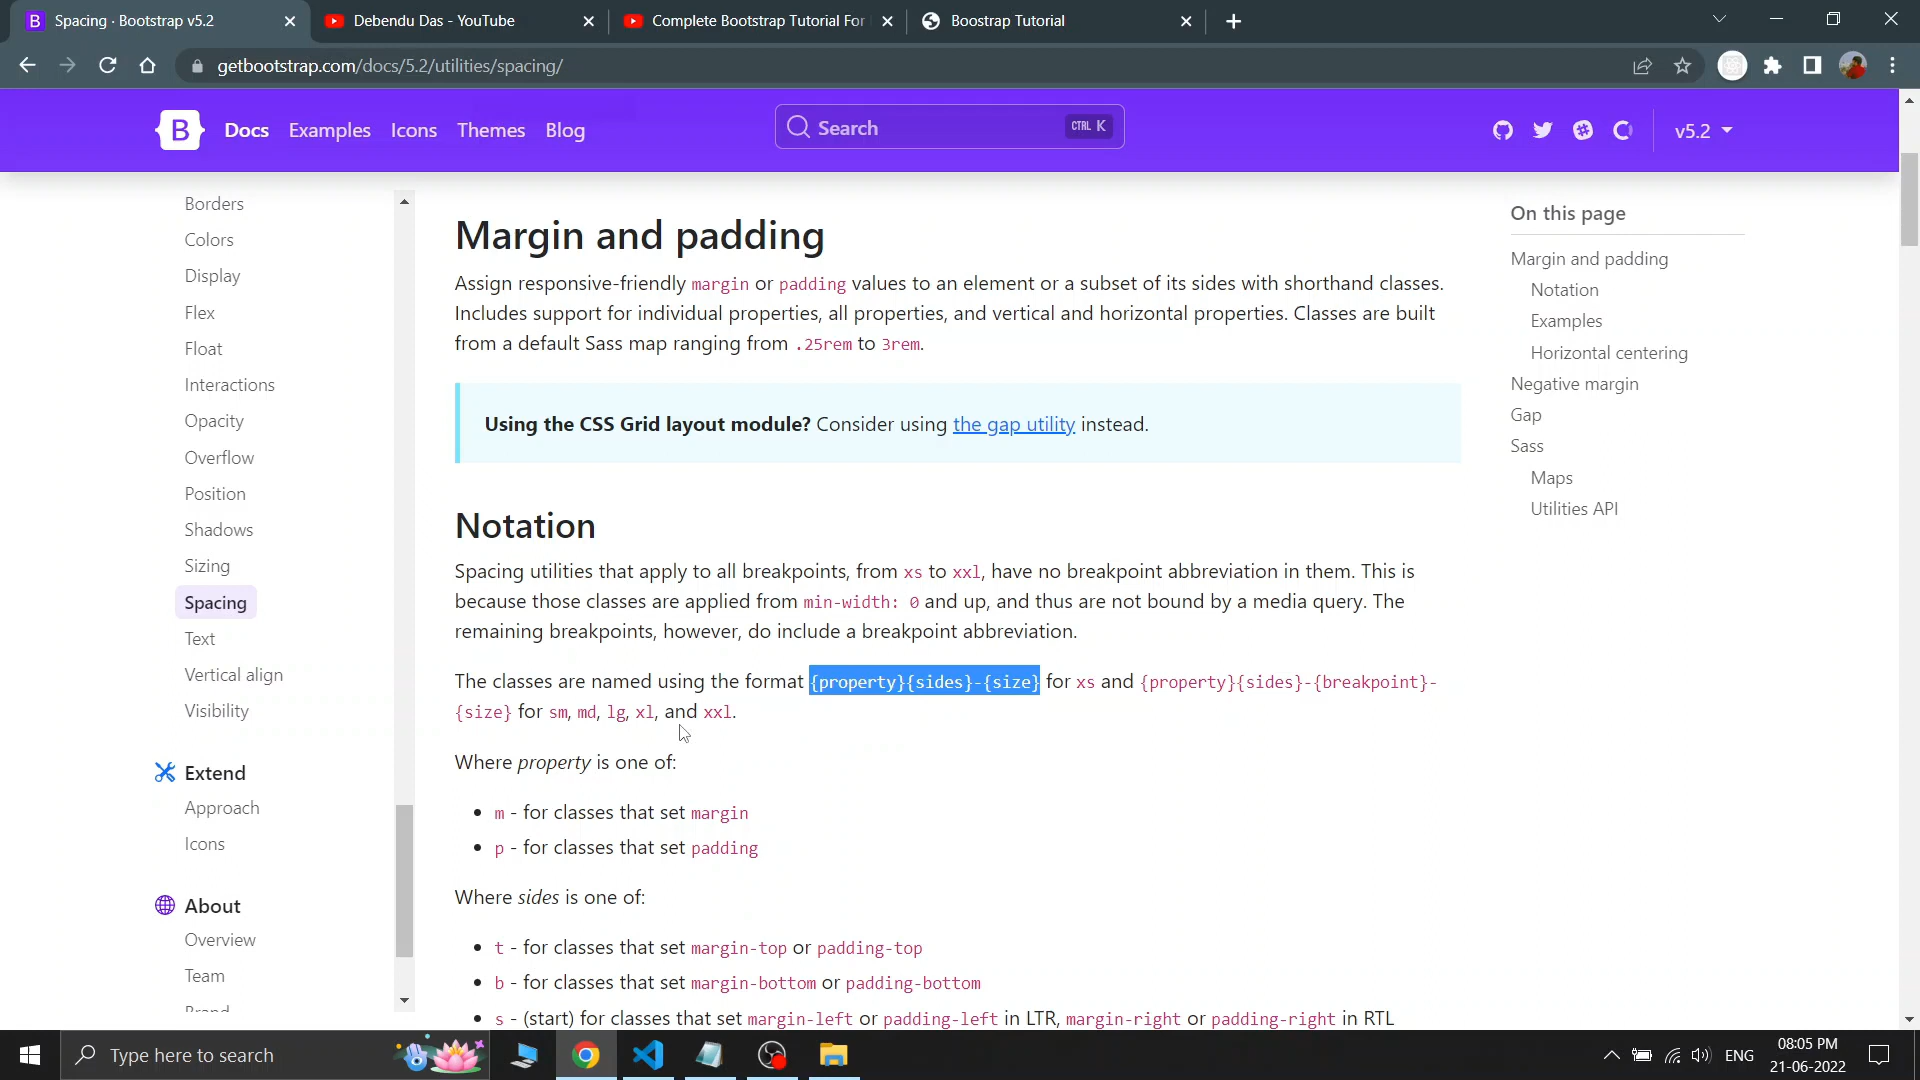 Spacing · Bootstrap v5.2
Debendu Das - YouTube
Complete Bootstrap Tutorial For
Boostrap Tutorial
getbootstrap.com/docs/5.2/utilities/spacing/
B Docs Examples Icons Themes Blog
Search CTRL K
v5.2
Borders
Colors
Display
Flex
Float
Interactions
Opacity
Overflow
Position
Shadows
Sizing
Spacing
Text
Vertical align
Visibility
Extend
Approach
Icons
About
Overview
Team
Brand
Margin and padding
Assign responsive-friendly margin or padding values to an element or a subset of its sides with shorthand classes.
Includes support for individual properties, all properties, and vertical and horizontal properties. Classes are built
from a default Sass map ranging from .25rem to 3rem.
Using the CSS Grid layout module? Consider using the gap utility instead.
Notation
Spacing utilities that apply to all breakpoints, from xs to xxl, have no breakpoint abbreviation in them. This is
because those classes are applied from min-width: 0 and up, and thus are not bound by a media query. The
remaining breakpoints, however, do include a breakpoint abbreviation.
The classes are named using the format {property}{sides}-{size} for xs and {property}{sides}-{breakpoint}-
{size} for sm, md, lg, xl, and xxl.
Where property is one of:
• m - for classes that set margin
• p - for classes that set padding
Where sides is one of:
• t - for classes that set margin-top or padding-top
• b - for classes that set margin-bottom or padding-bottom
• s - (start) for classes that set margin-left or padding-left in LTR, margin-right or padding-right in RTL
On this page
Margin and padding
Notation
Examples
Horizontal centering
Negative margin
Gap
Sass
Maps
Utilities API
Type here to search
ENG
08:05 PM
21-06-2022